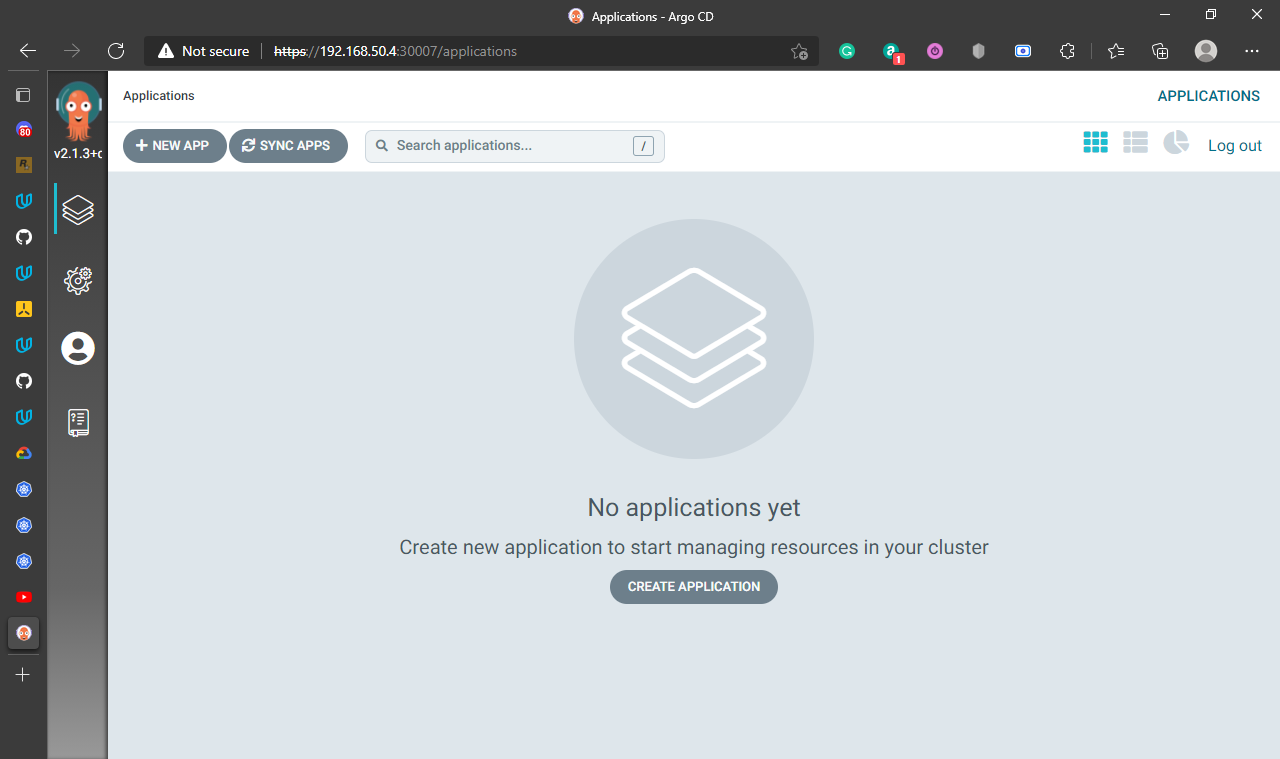 Applications - Argo CD
Not secure
https://192.168.50.4:30007/applications
1
80
R
v2.1.3+
Applications
APPLICATIONS
NEW APP
SYNC APPS
Search applications...
/
Log out
No applications yet
Create new application to start managing resources in your cluster
CREATE APPLICATION